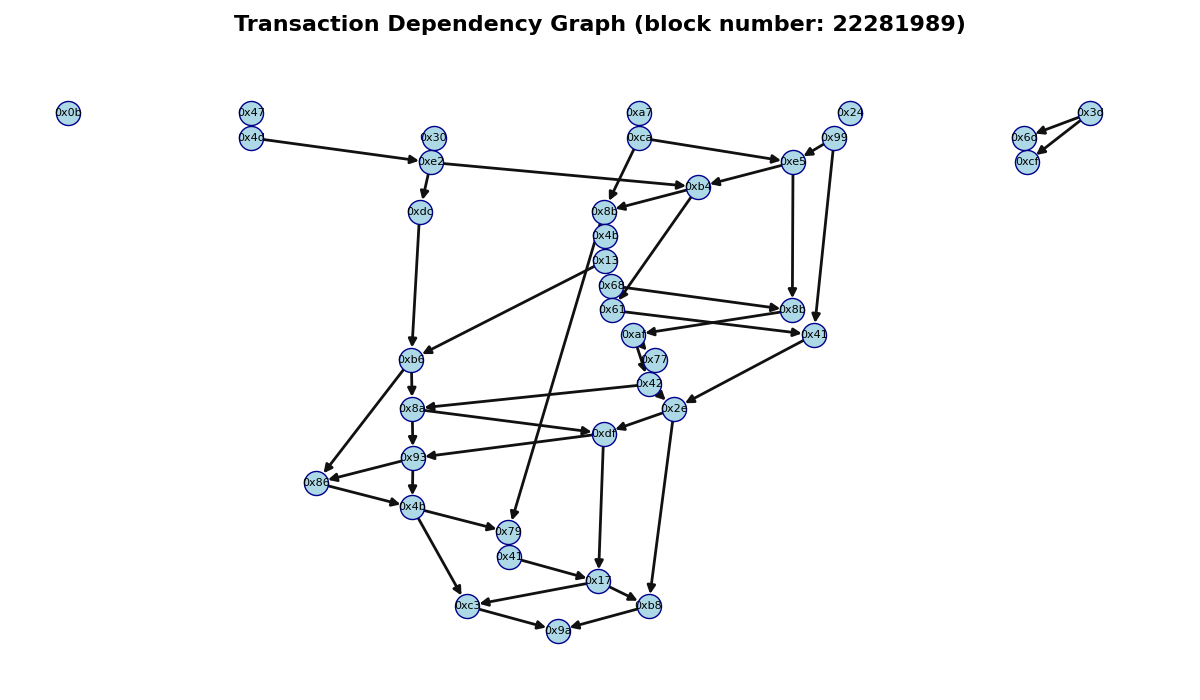 Transaction Dependency Graph (block number: 22281989)
0x0b
0x47
0xa7
0x24
0x3d
0x4d
0x30
0xca
0x99
0x6d
0xe2
0xe5
0xcf
0xb4
0xdc
0x8b
0x4b
0x13
0x68
0x61
0x8b
0xaf
0x41
0xb6
0x77
0x42
0x8a
0x2e
0xdf
0x93
0x86
0x4b
0x79
0x41
0x17
0xc3
0xb8
0x9a